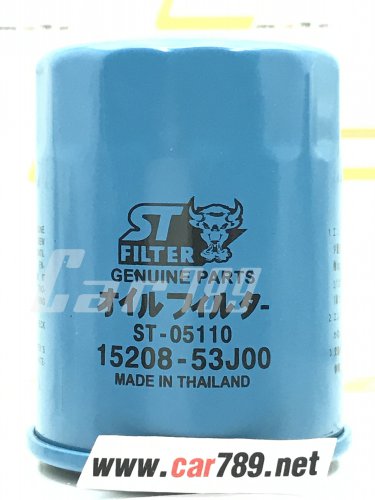 ST
FILTER
GENUINE PARTS
オイルフィルター
ST-05110
15208-53J00
MADE IN THAILAND
Car789
www.car789.net